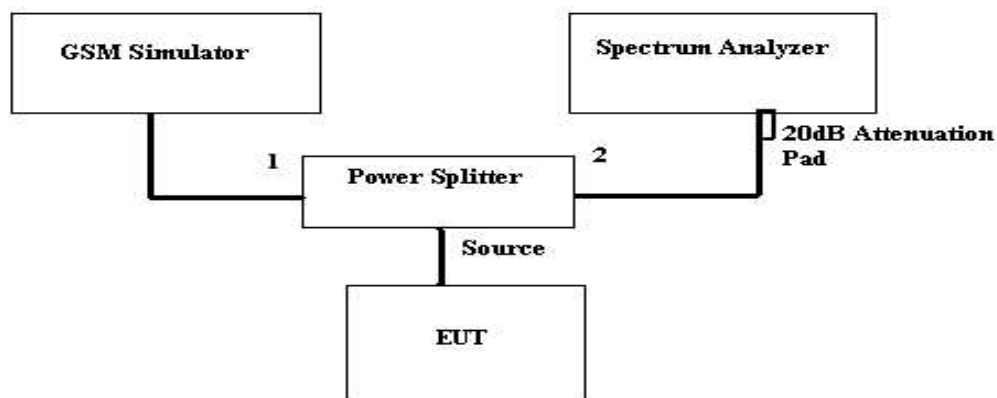 GSM Simulator
Spectrum Analyzer
20dB Attenuation
Pad
1
2
Power Splitter
Source
EUT